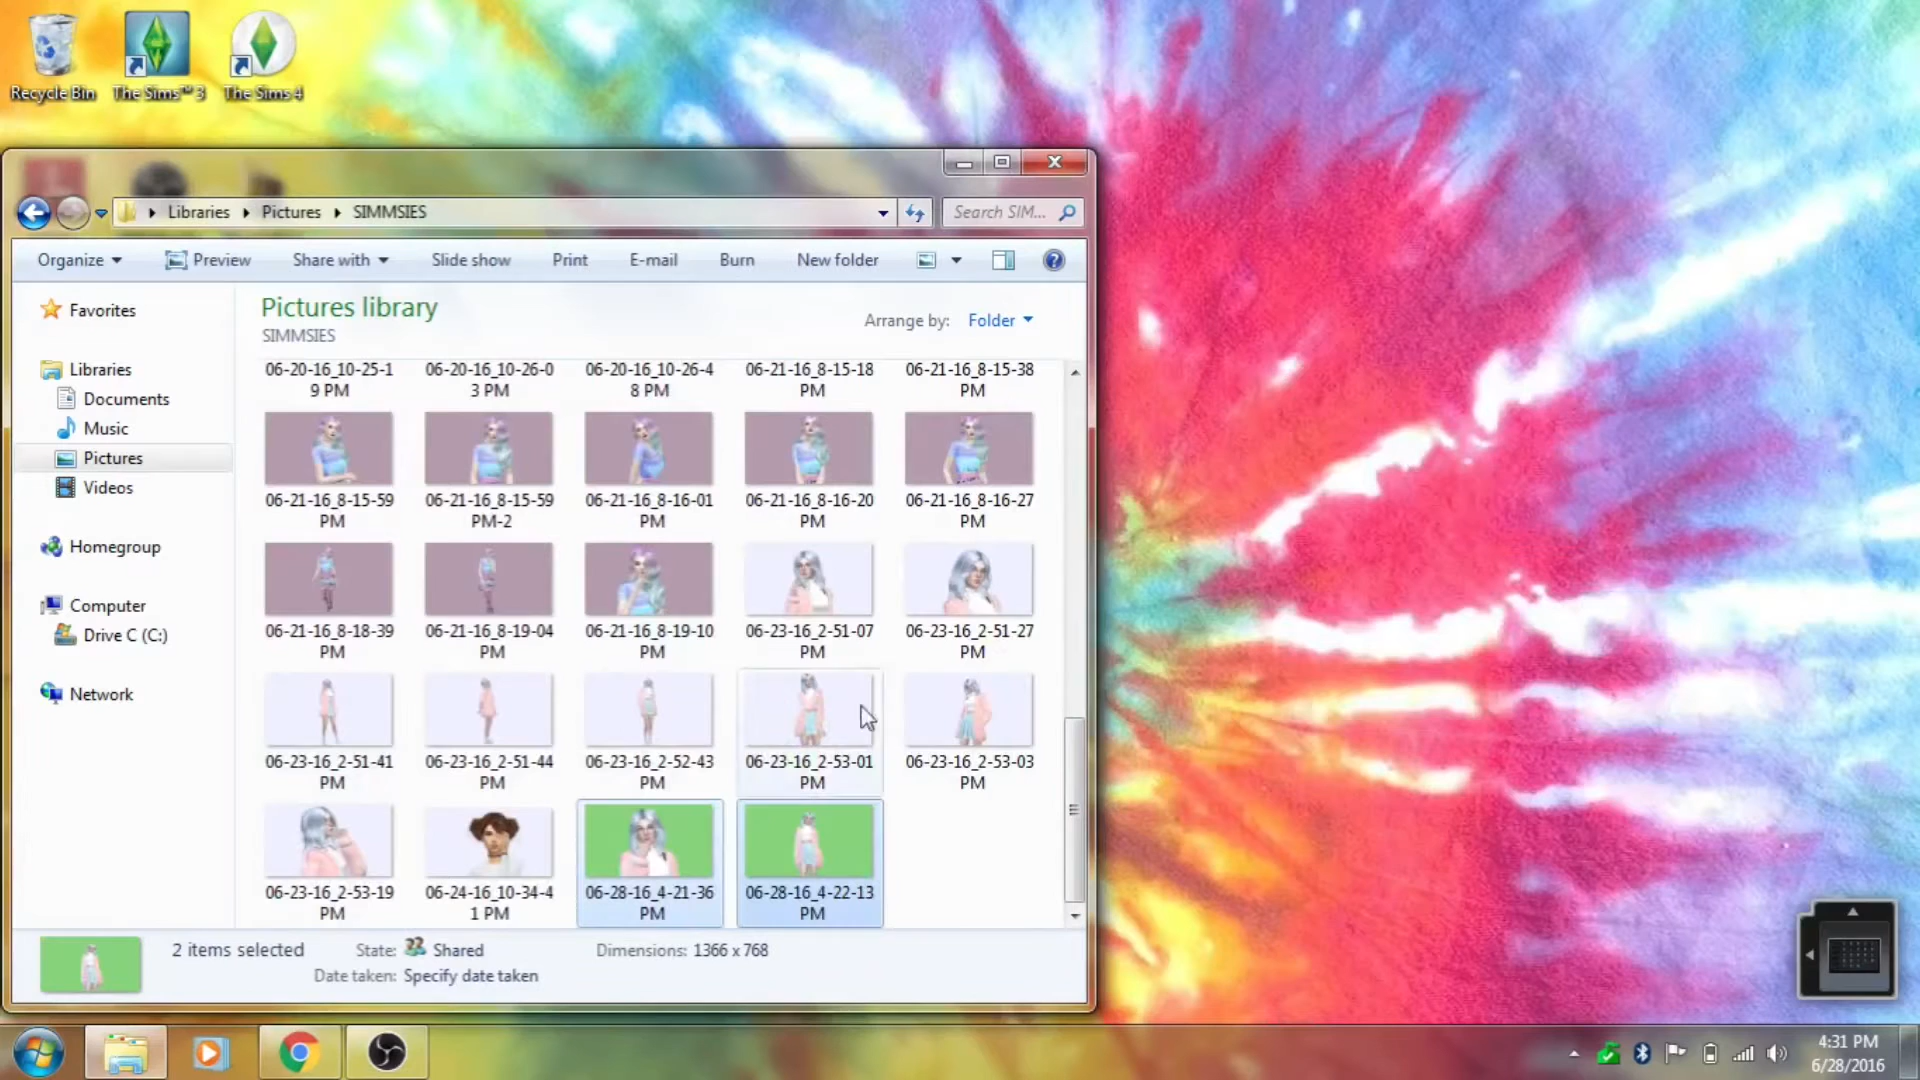 Recycle Bin
The Sims™ 3
The Sims 4
Libraries
Pictures
SIMMSIES
Search SIM...
Organize
Preview
Share with
Slide show
Print
E-mail
Burn
New folder
Favorites
Libraries
Documents
Music
Pictures
Videos
Homegroup
Computer
Drive C (C:)
Network
Pictures library
SIMMSIES
Arrange by: Folder
06-20-16_10-25-1
9 PM
06-20-16_10-26-0
3 PM
06-20-16_10-26-4
8 PM
06-21-16_8-15-18
PM
06-21-16_8-15-38
PM
06-21-16_8-15-59
PM
06-21-16_8-15-59
PM-2
06-21-16_8-16-01
PM
06-21-16_8-16-20
PM
06-21-16_8-16-27
PM
06-21-16_8-18-39
PM
06-21-16_8-19-04
PM
06-21-16_8-19-10
PM
06-23-16_2-51-07
PM
06-23-16_2-51-27
PM
06-23-16_2-51-41
PM
06-23-16_2-51-44
PM
06-23-16_2-52-43
PM
06-23-16_2-53-01
PM
06-23-16_2-53-03
PM
06-23-16_2-53-19
PM
06-24-16_10-34-4
1 PM
06-28-16_4-21-36
PM
06-28-16_4-22-13
PM
2 items selected
State: Shared
Dimensions: 1366 x 768
Date taken: Specify date taken
4:31 PM
6/28/2016